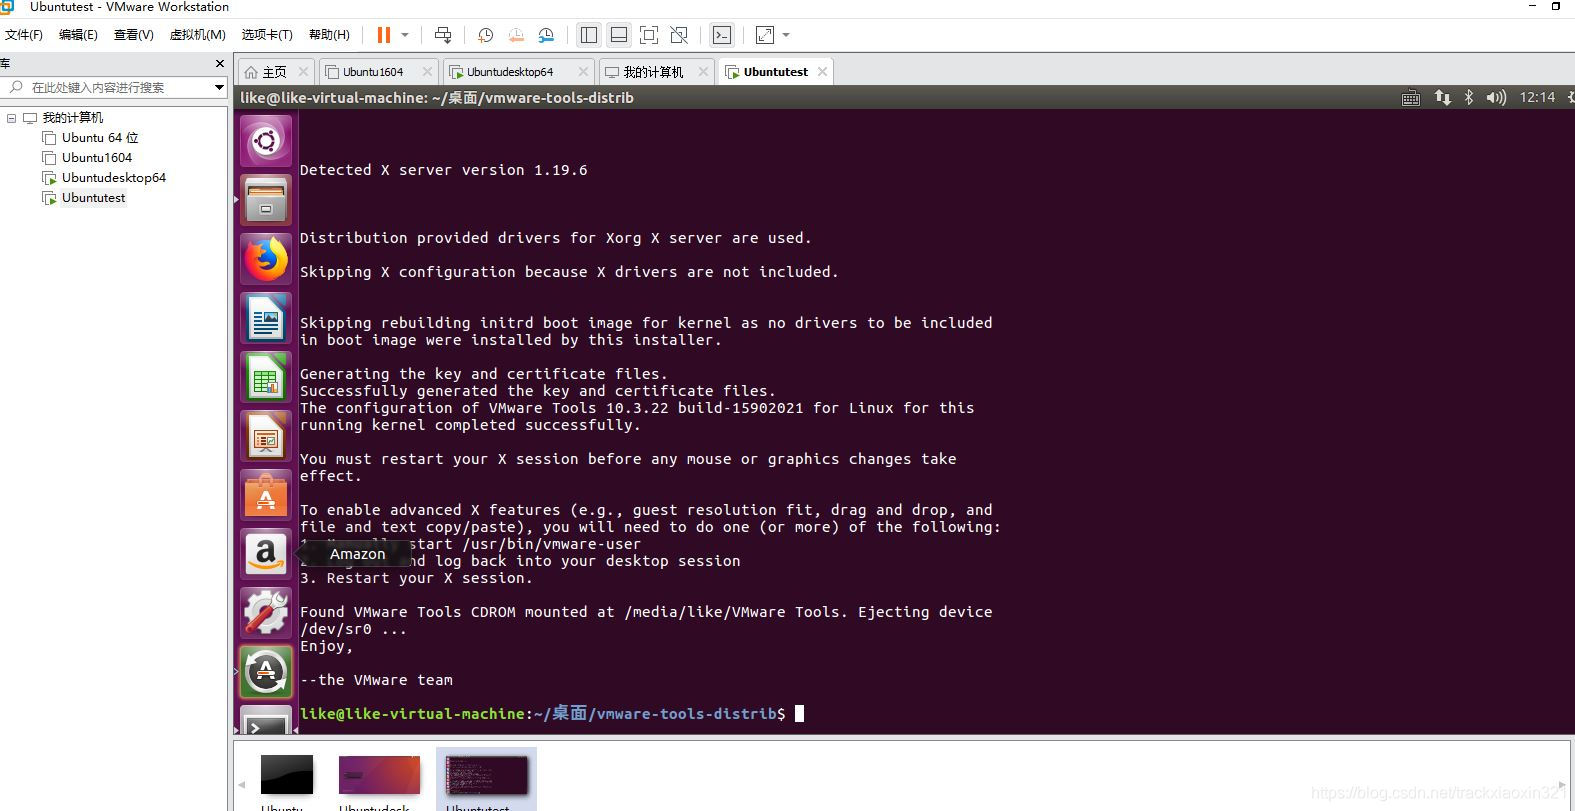 Ubuntutest - VMware Workstation
文件(F) 编辑(E) 查看(V) 虚拟机(M) 选项卡(T) 帮助(H)
库
在此处键入内容进行搜索
我的计算机
Ubuntu 64 位
Ubuntu1604
Ubuntudesktop64
Ubuntutest
主页 Ubuntu1604 Ubuntudesktop64 我的计算机 Ubuntutest
like@like-virtual-machine: ~/桌面/vmware-tools-distrib 12:14
Detected X server version 1.19.6
Distribution provided drivers for Xorg X server are used.
Skipping X configuration because X drivers are not included.
Skipping rebuilding initrd boot image for kernel as no drivers to be included
in boot image were installed by this installer.
Generating the key and certificate files.
Successfully generated the key and certificate files.
The configuration of VMware Tools 10.3.22 build-15902021 for Linux for this
running kernel completed successfully.
You must restart your X session before any mouse or graphics changes take
effect.
To enable advanced X features (e.g., guest resolution fit, drag and drop, and
file and text copy/paste), you will need to do one (or more) of the following:
start /usr/bin/vmware-user
Amazon
log back into your desktop session
3. Restart your X session.
Found VMware Tools CDROM mounted at /media/like/VMware Tools. Ejecting device
/dev/sr0 ...
Enjoy,
--the VMware team
like@like-virtual-machine:~/桌面/vmware-tools-distrib$
Ubuntu Ubuntudesk Ubuntutest
https://blog.csdn.net/trackxiaoxin321